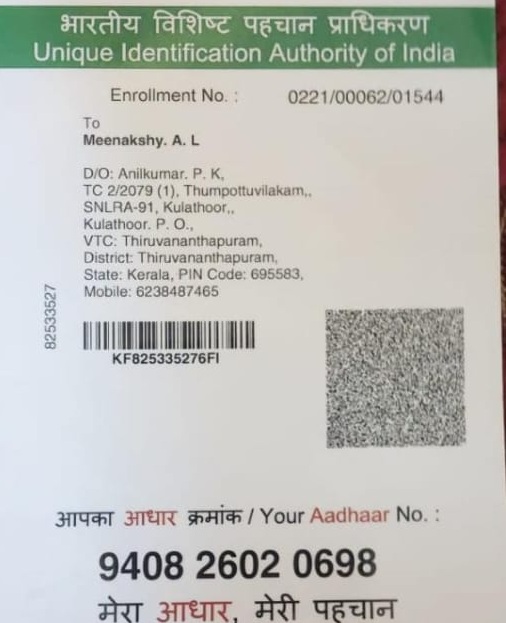 भारतीय विशिष्ट पहचान प्राधिकरण
Unique Identification Authority of India
Enrollment No. : 0221/00062/01544
To
Meenakshy. A. L
D/O: Anilkumar. P. K,
TC 2/2079 (1), Thumpottuvilakam,,
SNLRA-91, Kulathoor,,
Kulathoor. P. O.,
VTC: Thiruvananthapuram,
District: Thiruvananthapuram,
State: Kerala, PIN Code: 695583,
Mobile: 6238487465
82533527
KF825335276FI
आपका आधार क्रमांक / Your Aadhaar No. :
9408 2602 0698
मेरा आधार, मेरी पहचान